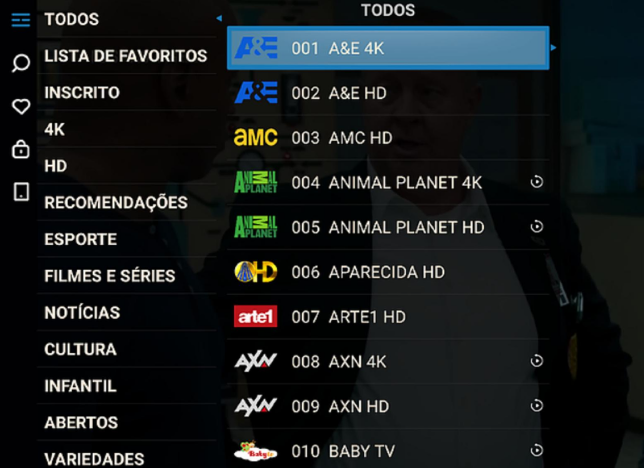 TODOS
LISTA DE FAVORITOS
INSCRITO
4K
HD
RECOMENDAÇÕES
ESPORTE
FILMES E SÉRIES
NOTÍCIAS
CULTURA
INFANTIL
ABERTOS
VARIEDADES
TODOS
A&E 001 A&E 4K
A&E 002 A&E HD
aMC 003 AMC HD
ANIMAL PLANET 004 ANIMAL PLANET 4K
ANIMAL PLANET 005 ANIMAL PLANET HD
HD 006 APARECIDA HD
arte1 007 ARTE1 HD
AXN 008 AXN 4K
AXN 009 AXN HD
Babytv 010 BABY TV